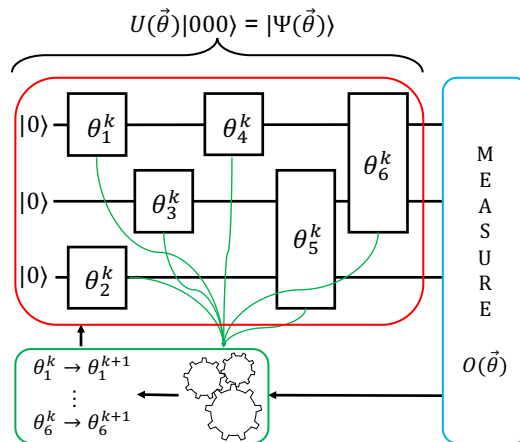 U(θ⃗)|000⟩ = |Ψ(θ⃗)⟩
|0⟩ θ₁ᵏ θ₄ᵏ
θ₆ᵏ
|0⟩ θ₃ᵏ
θ₅ᵏ
|0⟩ θ₂ᵏ
M
E
A
S
U
R
E
O(θ⃗)
θ₁ᵏ → θ₁ᵏ⁺¹
⋮
θ₆ᵏ → θ₆ᵏ⁺¹